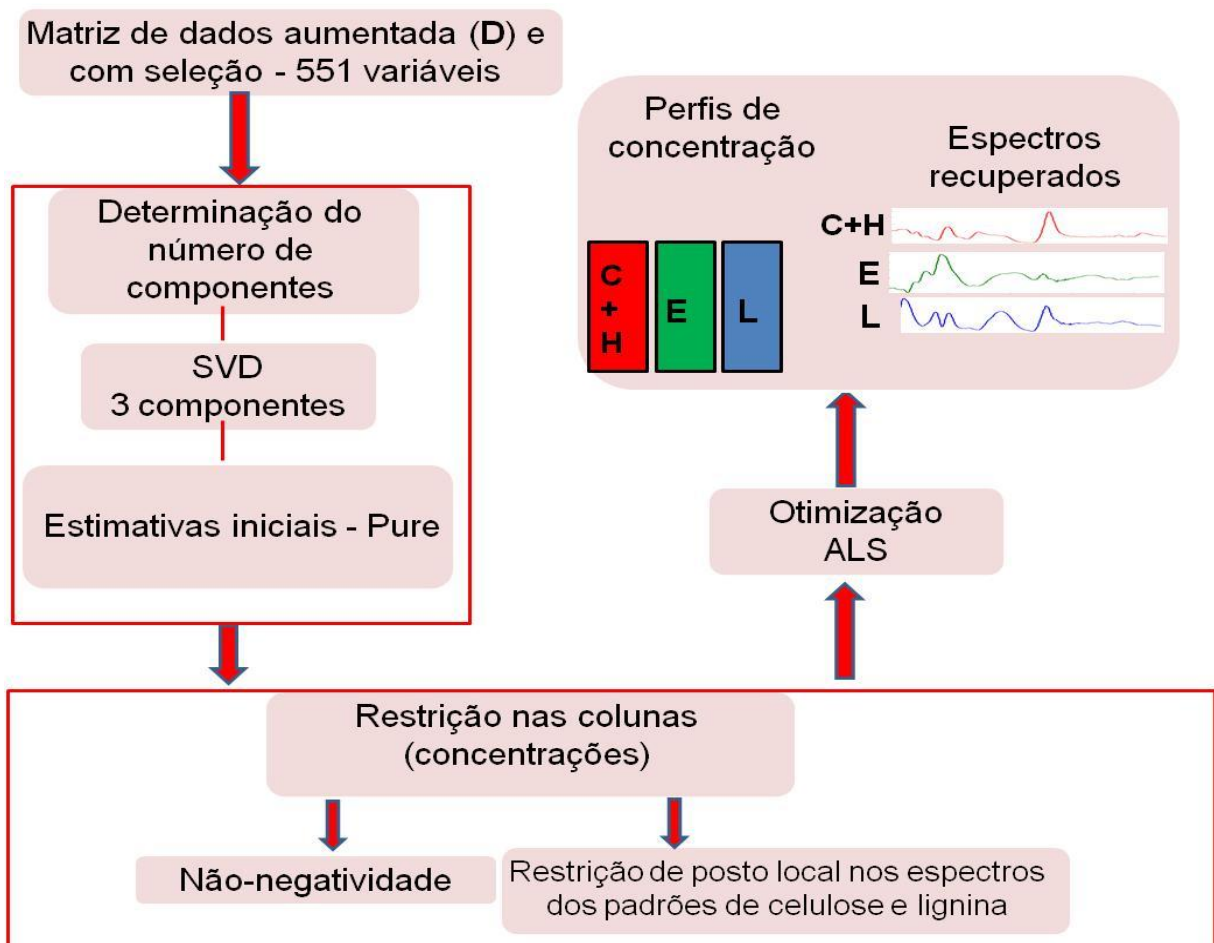 Matriz de dados aumentada (D) e
com seleção - 551 variáveis
Determinação do
número de
componentes
SVD
3 componentes
Estimativas iniciais - Pure
Restrição nas colunas
(concentrações)
Não-negatividade
Restrição de posto local nos espectros
dos padrões de celulose e lignina
Otimização
ALS
Perfis de
concentração
C
+
H
E
L
Espectros
recuperados
C+H
E
L